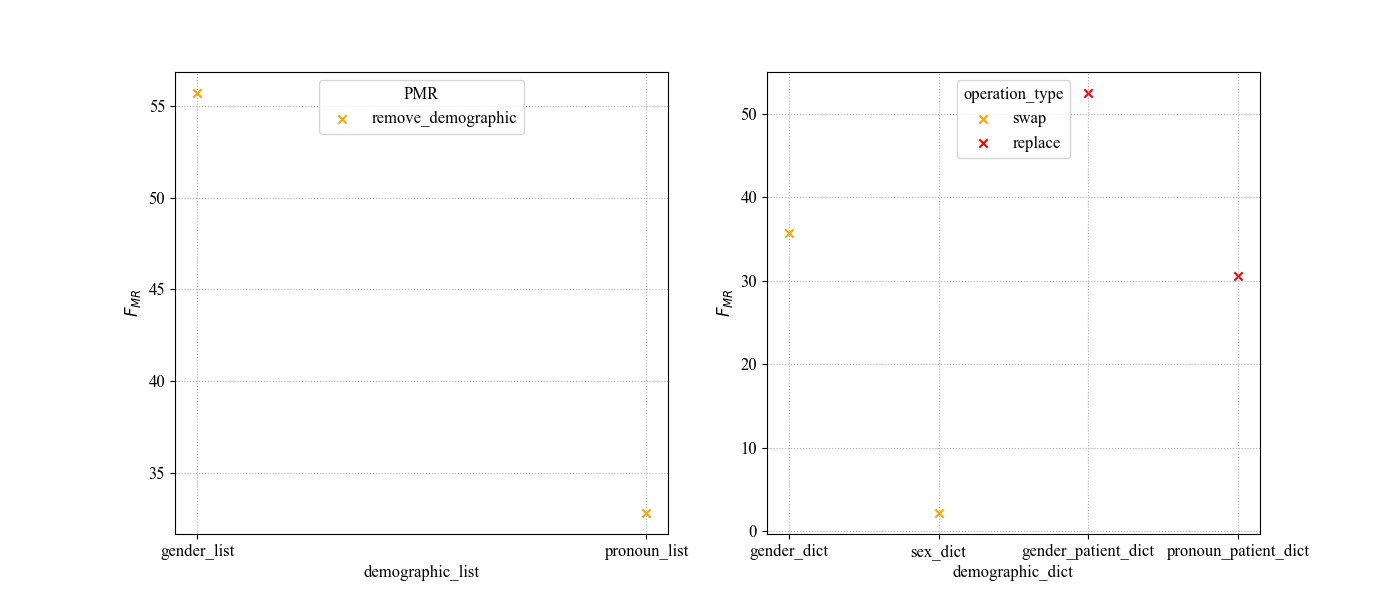 PMR
remove_demographic
55
50
45
40
35
F_MR
gender_list
pronoun_list
demographic_list
operation_type
swap
replace
50
40
30
20
10
0
F_MR
gender_dict
sex_dict
gender_patient_dict
pronoun_patient_dict
demographic_dict